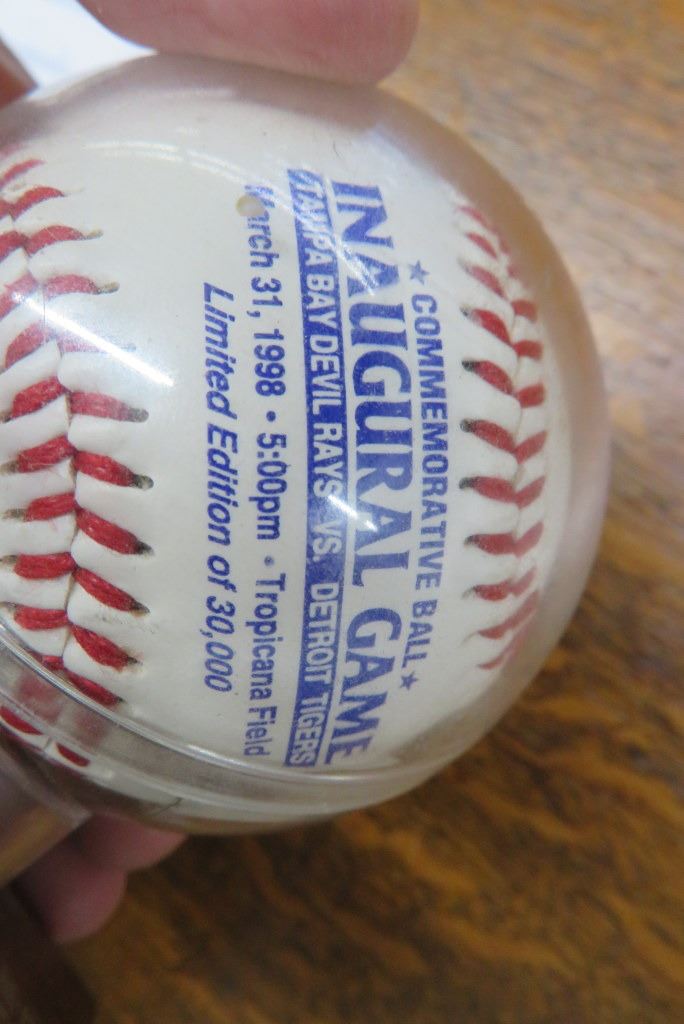 ★ COMMEMORATIVE BALL ★
INAUGURAL GAME
TAMPA BAY DEVIL RAYS VS. DETROIT TIGERS
March 31, 1998 • 5:00pm • Tropicana Field
Limited Edition of 30,000